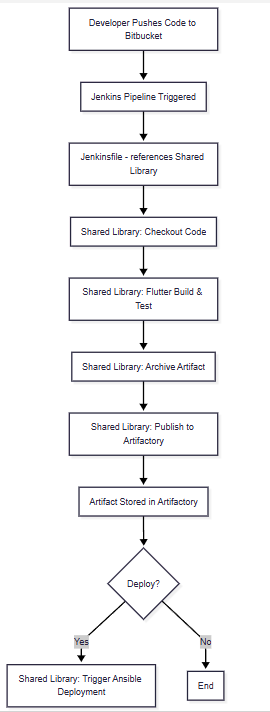 Developer Pushes Code to
Bitbucket
Jenkins Pipeline Triggered
Jenkinsfile - references Shared
Library
Shared Library: Checkout Code
Shared Library: Flutter Build &
Test
Shared Library: Archive Artifact
Shared Library: Publish to
Artifactory
Artifact Stored in Artifactory
Deploy?
Yes
No
Shared Library: Trigger Ansible
Deployment
End